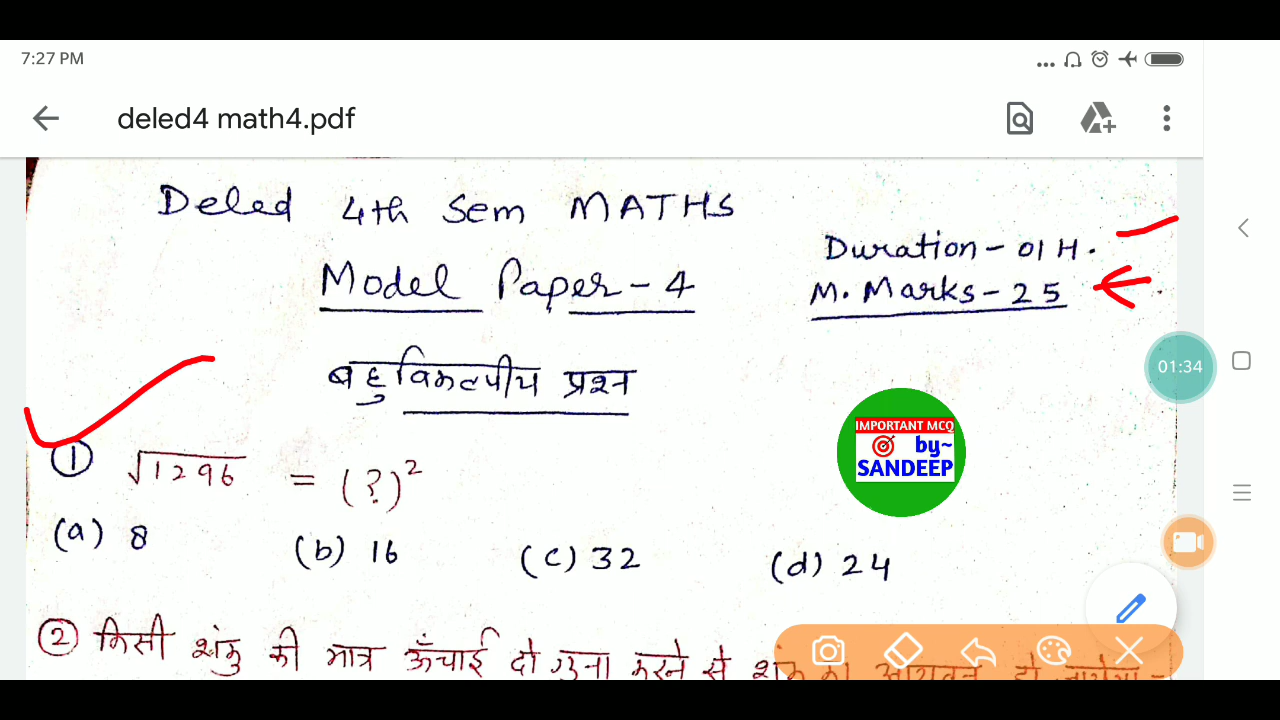 7:27 PM
deled4 math4.pdf
Deled 4th Sem MATHS
Duration - 01 H.
Model Paper - 4
M. Marks - 25
बहुविकल्पीय प्रश्न
IMPORTANT MCQ
by~
SANDEEP
01:34
① √1296 = (?)²
(a) 8 (b) 16 (c) 32 (d) 24
② किसी शंकु की मात्र ऊँचाई दो गुना करने से शंकु का आयतन हो जायेगा -